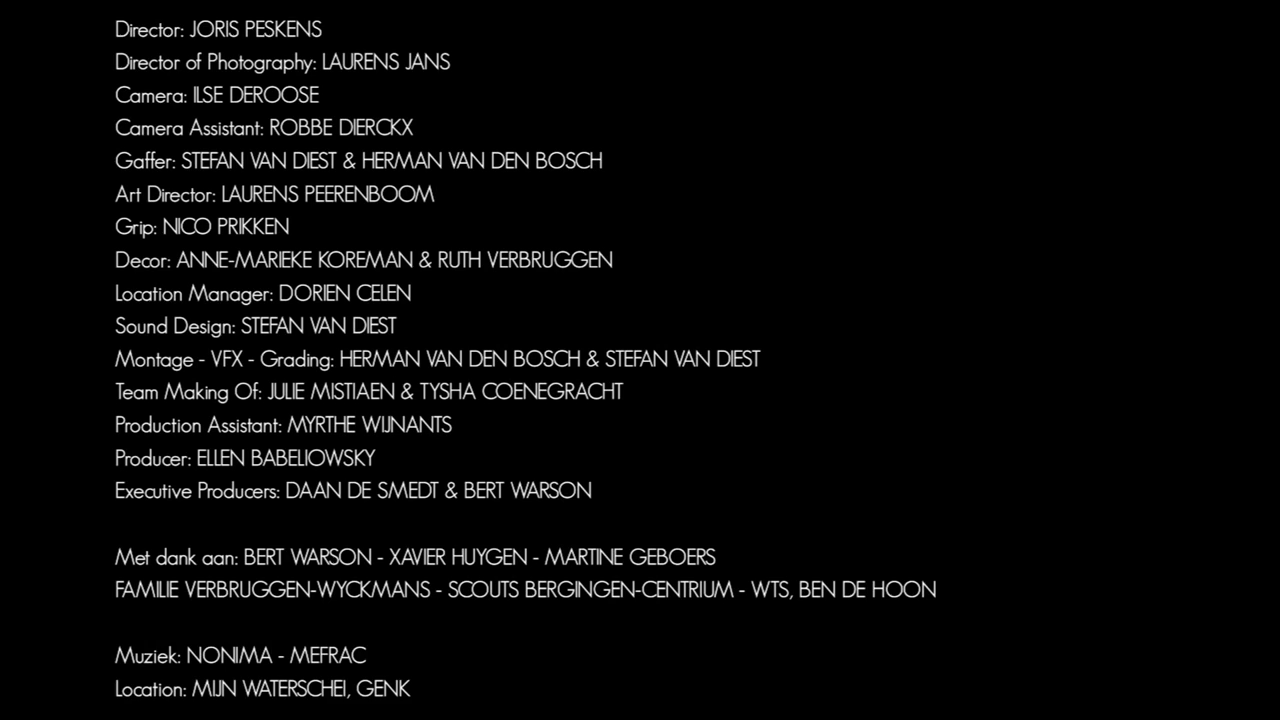 Director: JORIS PESKENS
Director of Photography: LAURENS JANS
Camera: ILSE DEROOSE
Camera Assistant: ROBBE DIERCKX
Gaffer: STEFAN VAN DIEST & HERMAN VAN DEN BOSCH
Art Director: LAURENS PEERENBOOM
Grip: NICO PRIKKEN
Decor: ANNE-MARIEKE KOREMAN & RUTH VERBRUGGEN
Location Manager: DORIEN CELEN
Sound Design: STEFAN VAN DIEST
Montage - VFX - Grading: HERMAN VAN DEN BOSCH & STEFAN VAN DIEST
Team Making Of: JULIE MISTIAEN & TYSHA COENEGRACHT
Production Assistant: MYRTHE WIJNANTS
Producer: ELLEN BABELIOWSKY
Executive Producers: DAAN DE SMEDT & BERT WARSON
Met dank aan: BERT WARSON - XAVIER HUYGEN - MARTINE GEBOERS
FAMILIE VERBRUGGEN-WYCKMANS - SCOUTS BERGINGEN-CENTRIUM - WTS, BEN DE HOON
Muziek: NONIMA - MEFRAC
Location: MIJN WATERSCHEI, GENK